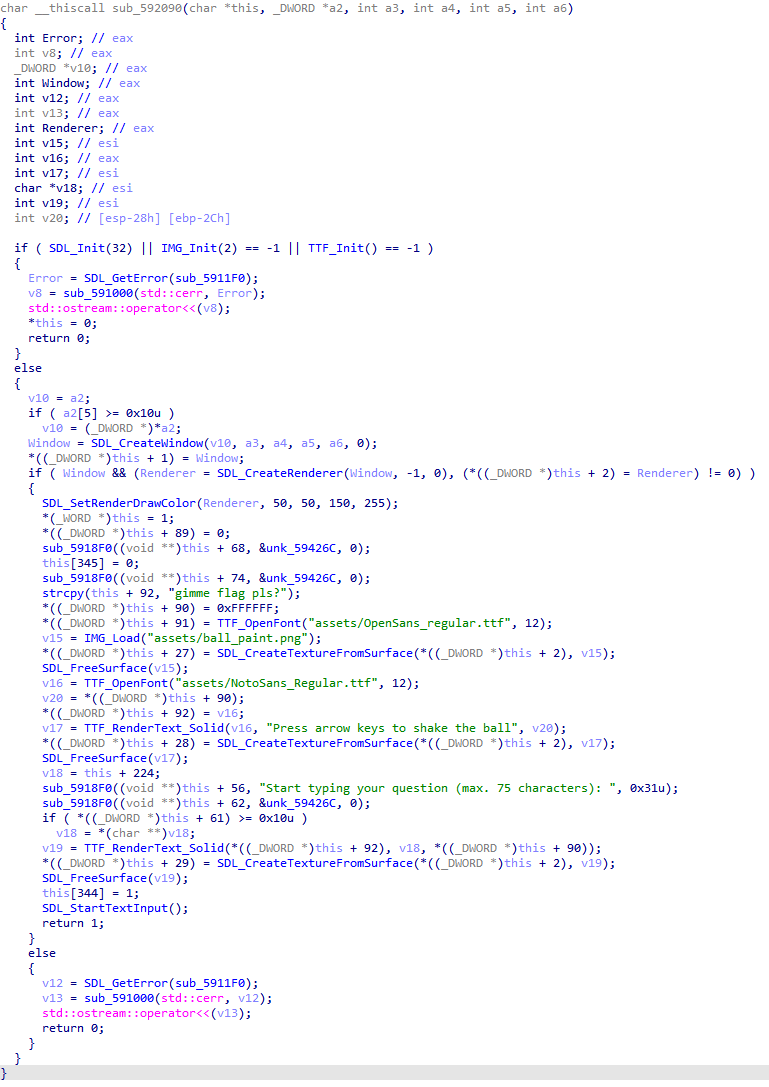 char __thiscall sub_592090(char *this, _DWORD *a2, int a3, int a4, int a5, int a6)
{
  int Error; // eax
  int v8; // eax
  _DWORD *v10; // eax
  int Window; // eax
  int v12; // eax
  int v13; // eax
  int Renderer; // eax
  int v15; // esi
  int v16; // eax
  int v17; // esi
  char *v18; // esi
  int v19; // esi
  int v20; // [esp-28h] [ebp-2Ch]

  if ( SDL_Init(32) || IMG_Init(2) == -1 || TTF_Init() == -1 )
  {
    Error = SDL_GetError(sub_5911F0);
    v8 = sub_591000(std::cerr, Error);
    std::ostream::operator<<(v8);
    *this = 0;
    return 0;
  }
  else
  {
    v10 = a2;
    if ( a2[5] >= 0x10u )
      v10 = (_DWORD *)*a2;
    Window = SDL_CreateWindow(v10, a3, a4, a5, a6, 0);
    *((_DWORD *)this + 1) = Window;
    if ( Window && (Renderer = SDL_CreateRenderer(Window, -1, 0), (*((_DWORD *)this + 2) = Renderer) != 0) )
    {
      SDL_SetRenderDrawColor(Renderer, 50, 50, 150, 255);
      *(_WORD *)this = 1;
      *((_DWORD *)this + 89) = 0;
      sub_5918F0((void **)this + 68, &unk_59426C, 0);
      this[345] = 0;
      sub_5918F0((void **)this + 74, &unk_59426C, 0);
      strcpy(this + 92, "gimme flag pls?");
      *((_DWORD *)this + 90) = 0xFFFFFF;
      *((_DWORD *)this + 91) = TTF_OpenFont("assets/OpenSans_regular.ttf", 12);
      v15 = IMG_Load("assets/ball_paint.png");
      *((_DWORD *)this + 27) = SDL_CreateTextureFromSurface(*((_DWORD *)this + 2), v15);
      SDL_FreeSurface(v15);
      v16 = TTF_OpenFont("assets/NotoSans_Regular.ttf", 12);
      v20 = *((_DWORD *)this + 90);
      *((_DWORD *)this + 92) = v16;
      v17 = TTF_RenderText_Solid(v16, "Press arrow keys to shake the ball", v20);
      *((_DWORD *)this + 28) = SDL_CreateTextureFromSurface(*((_DWORD *)this + 2), v17);
      SDL_FreeSurface(v17);
      v18 = this + 224;
      sub_5918F0((void **)this + 56, "Start typing your question (max. 75 characters): ", 0x31u);
      sub_5918F0((void **)this + 62, &unk_59426C, 0);
      if ( *((_DWORD *)this + 61) >= 0x10u )
        v18 = *(char **)v18;
      v19 = TTF_RenderText_Solid(*((_DWORD *)this + 92), v18, *((_DWORD *)this + 90));
      *((_DWORD *)this + 29) = SDL_CreateTextureFromSurface(*((_DWORD *)this + 2), v19);
      SDL_FreeSurface(v19);
      this[344] = 1;
      SDL_StartTextInput();
      return 1;
    }
    else
    {
      v12 = SDL_GetError(sub_5911F0);
      v13 = sub_591000(std::cerr, v12);
      std::ostream::operator<<(v13);
      return 0;
    }
  }
}